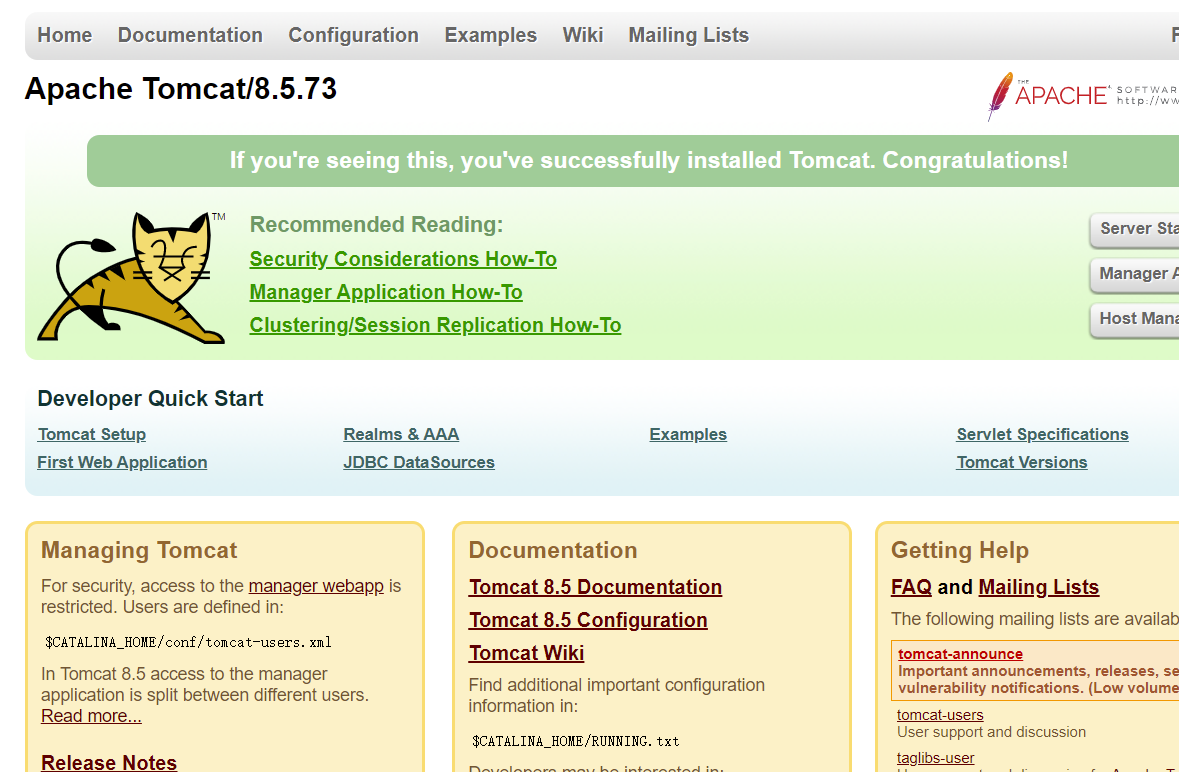 Home Documentation Configuration Examples Wiki Mailing Lists
Apache Tomcat/8.5.73
THE
APACHE SOFTWAR
http://ww
If you're seeing this, you've successfully installed Tomcat. Congratulations!
TM
Recommended Reading:
Security Considerations How-To
Manager Application How-To
Clustering/Session Replication How-To
Server Sta
Manager A
Host Mana
Developer Quick Start
Tomcat Setup
First Web Application
Realms & AAA
JDBC DataSources
Examples
Servlet Specifications
Tomcat Versions
Managing Tomcat
For security, access to the manager webapp is
restricted. Users are defined in:
$CATALINA_HOME/conf/tomcat-users.xml
In Tomcat 8.5 access to the manager
application is split between different users.
Read more...
Release Notes
Documentation
Tomcat 8.5 Documentation
Tomcat 8.5 Configuration
Tomcat Wiki
Find additional important configuration
information in:
$CATALINA_HOME/RUNNING.txt
Developers may be interested in:
Getting Help
FAQ and Mailing Lists
The following mailing lists are availab
tomcat-announce
Important announcements, releases, se
vulnerability notifications. (Low volume
tomcat-users
User support and discussion
taglibs-user